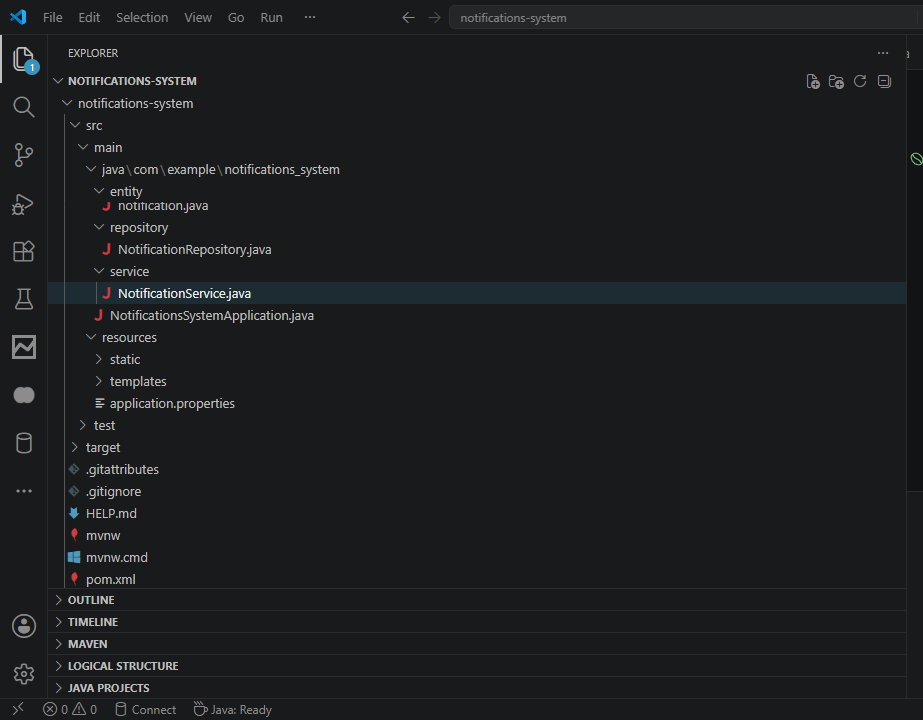 File Edit Selection View Go Run ··· ← → notifications-system
EXPLORER ···
1
NOTIFICATIONS-SYSTEM
notifications-system
src
main
java\com\example\notifications_system
entity
notification.java
repository
J NotificationRepository.java
service
J NotificationService.java
J NotificationsSystemApplication.java
resources
static
templates
application.properties
test
target
.gitattributes
.gitignore
HELP.md
mvnw
mvnw.cmd
pom.xml
OUTLINE
TIMELINE
MAVEN
LOGICAL STRUCTURE
JAVA PROJECTS
0 0 Connect Java: Ready